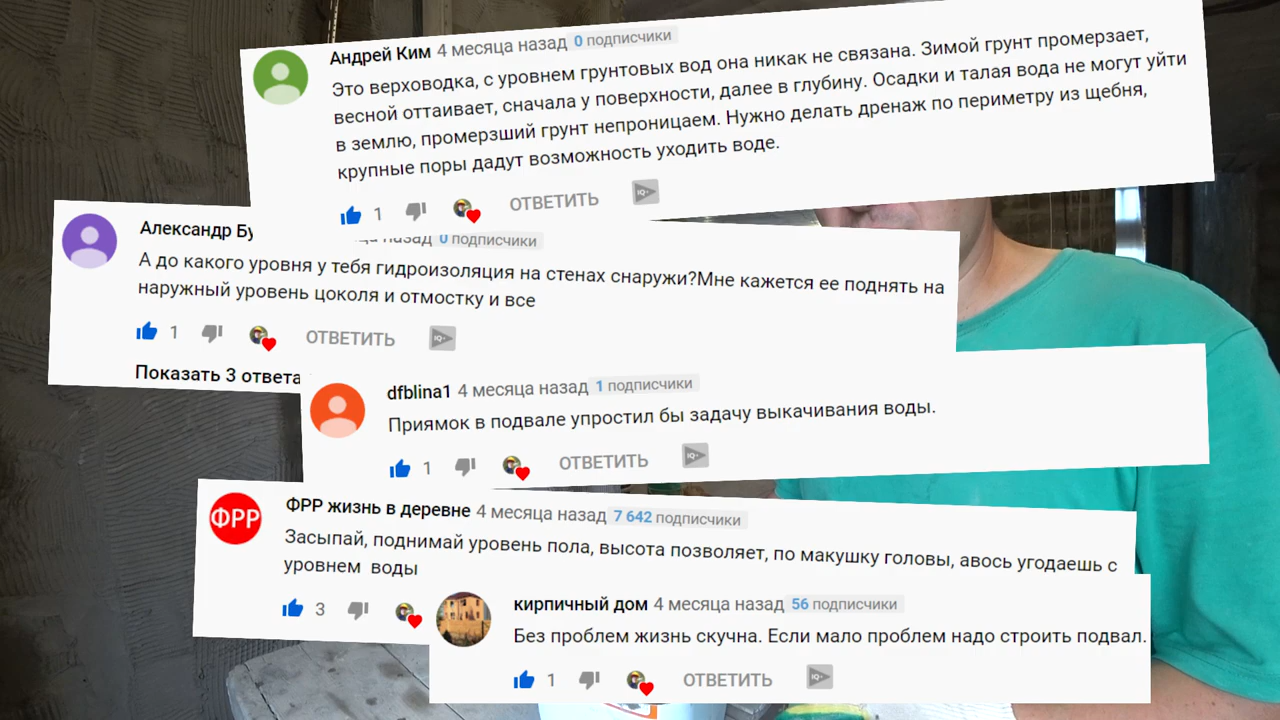 Андрей Ким 4 месяца назад 0 подписчики
Это верховодка, с уровнем грунтовых вод она никак не связана. Зимой грунт промерзает,
весной оттаивает, сначала у поверхности, далее в глубину. Осадки и талая вода не могут уйти
в землю, промерзший грунт непроницаем. Нужно делать дренаж по периметру из щебня,
крупные поры дадут возможность уходить воде.
1 ОТВЕТИТЬ IQ+
Александр назад 0 подписчики
А до какого уровня у тебя гидроизоляция на стенах снаружи?Мне кажется ее поднять на
наружный уровень цоколя и отмостку и все
1 ОТВЕТИТЬ IQ+
Показать 3 ответа
dfblina1 4 месяца назад 1 подписчики
Приямок в подвале упростил бы задачу выкачивания воды.
1 ОТВЕТИТЬ IQ+
ФРР
ФРР жизнь в деревне 4 месяца назад 7 642 подписчики
Засыпай, поднимай уровень пола, высота позволяет, по макушку головы, авось угодаешь с
уровнем воды
3
кирпичный дом 4 месяца назад 56 подписчики
Без проблем жизнь скучна. Если мало проблем надо строить подвал.
1 ОТВЕТИТЬ IQ+